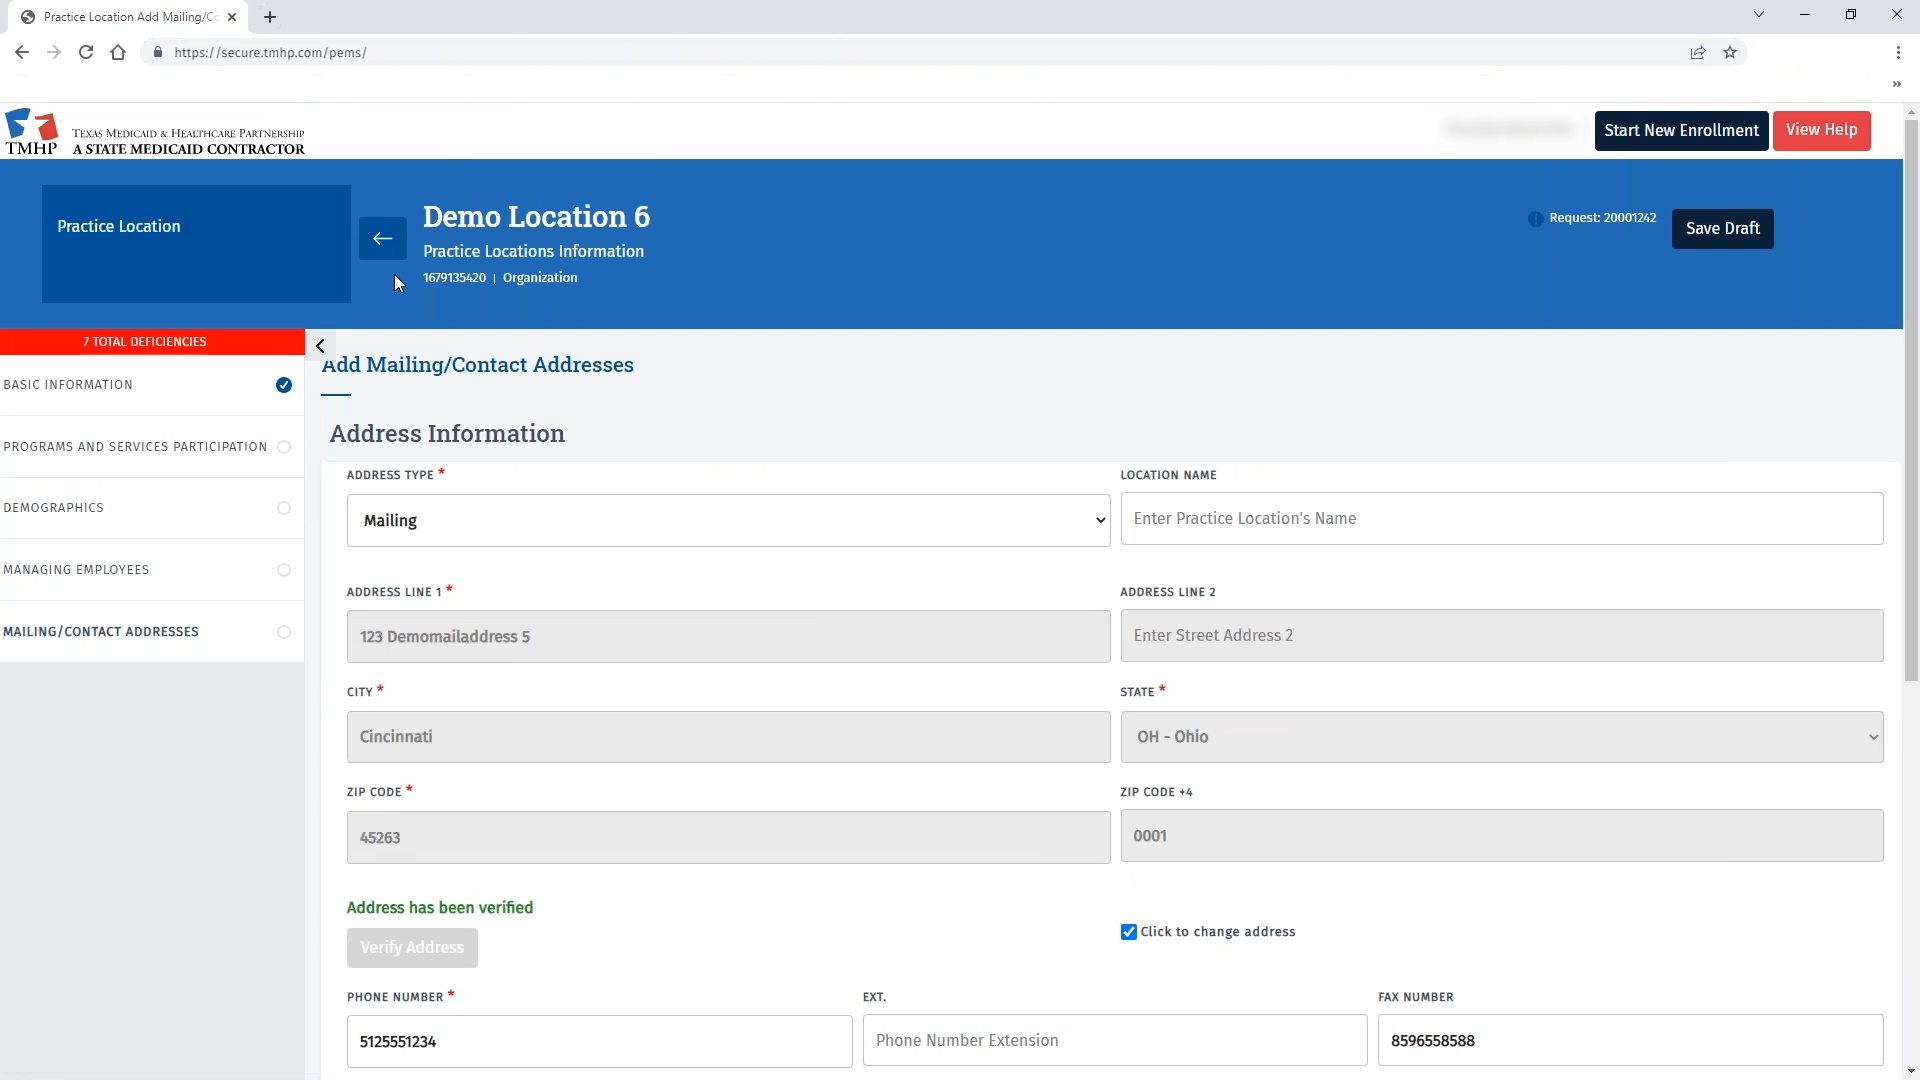 Practice Location Add Mailing/Co
https://secure.tmhp.com/pems/
TMHP
TEXAS MEDICAID & HEALTHCARE PARTNERSHIP
A STATE MEDICAID CONTRACTOR
Start New Enrollment
View Help
Practice Location
Demo Location 6
Practice Locations Information
1679135420 | Organization
Request: 20001242
Save Draft
7 TOTAL DEFICIENCIES
BASIC INFORMATION
PROGRAMS AND SERVICES PARTICIPATION
DEMOGRAPHICS
MANAGING EMPLOYEES
MAILING/CONTACT ADDRESSES
Add Mailing/Contact Addresses
Address Information
ADDRESS TYPE *
Mailing
LOCATION NAME
Enter Practice Location's Name
ADDRESS LINE 1 *
123 Demomailaddress 5
ADDRESS LINE 2
Enter Street Address 2
CITY *
Cincinnati
STATE *
OH - Ohio
ZIP CODE *
45263
ZIP CODE +4
0001
Address has been verified
Verify Address
Click to change address
PHONE NUMBER *
5125551234
EXT.
Phone Number Extension
FAX NUMBER
8596558588